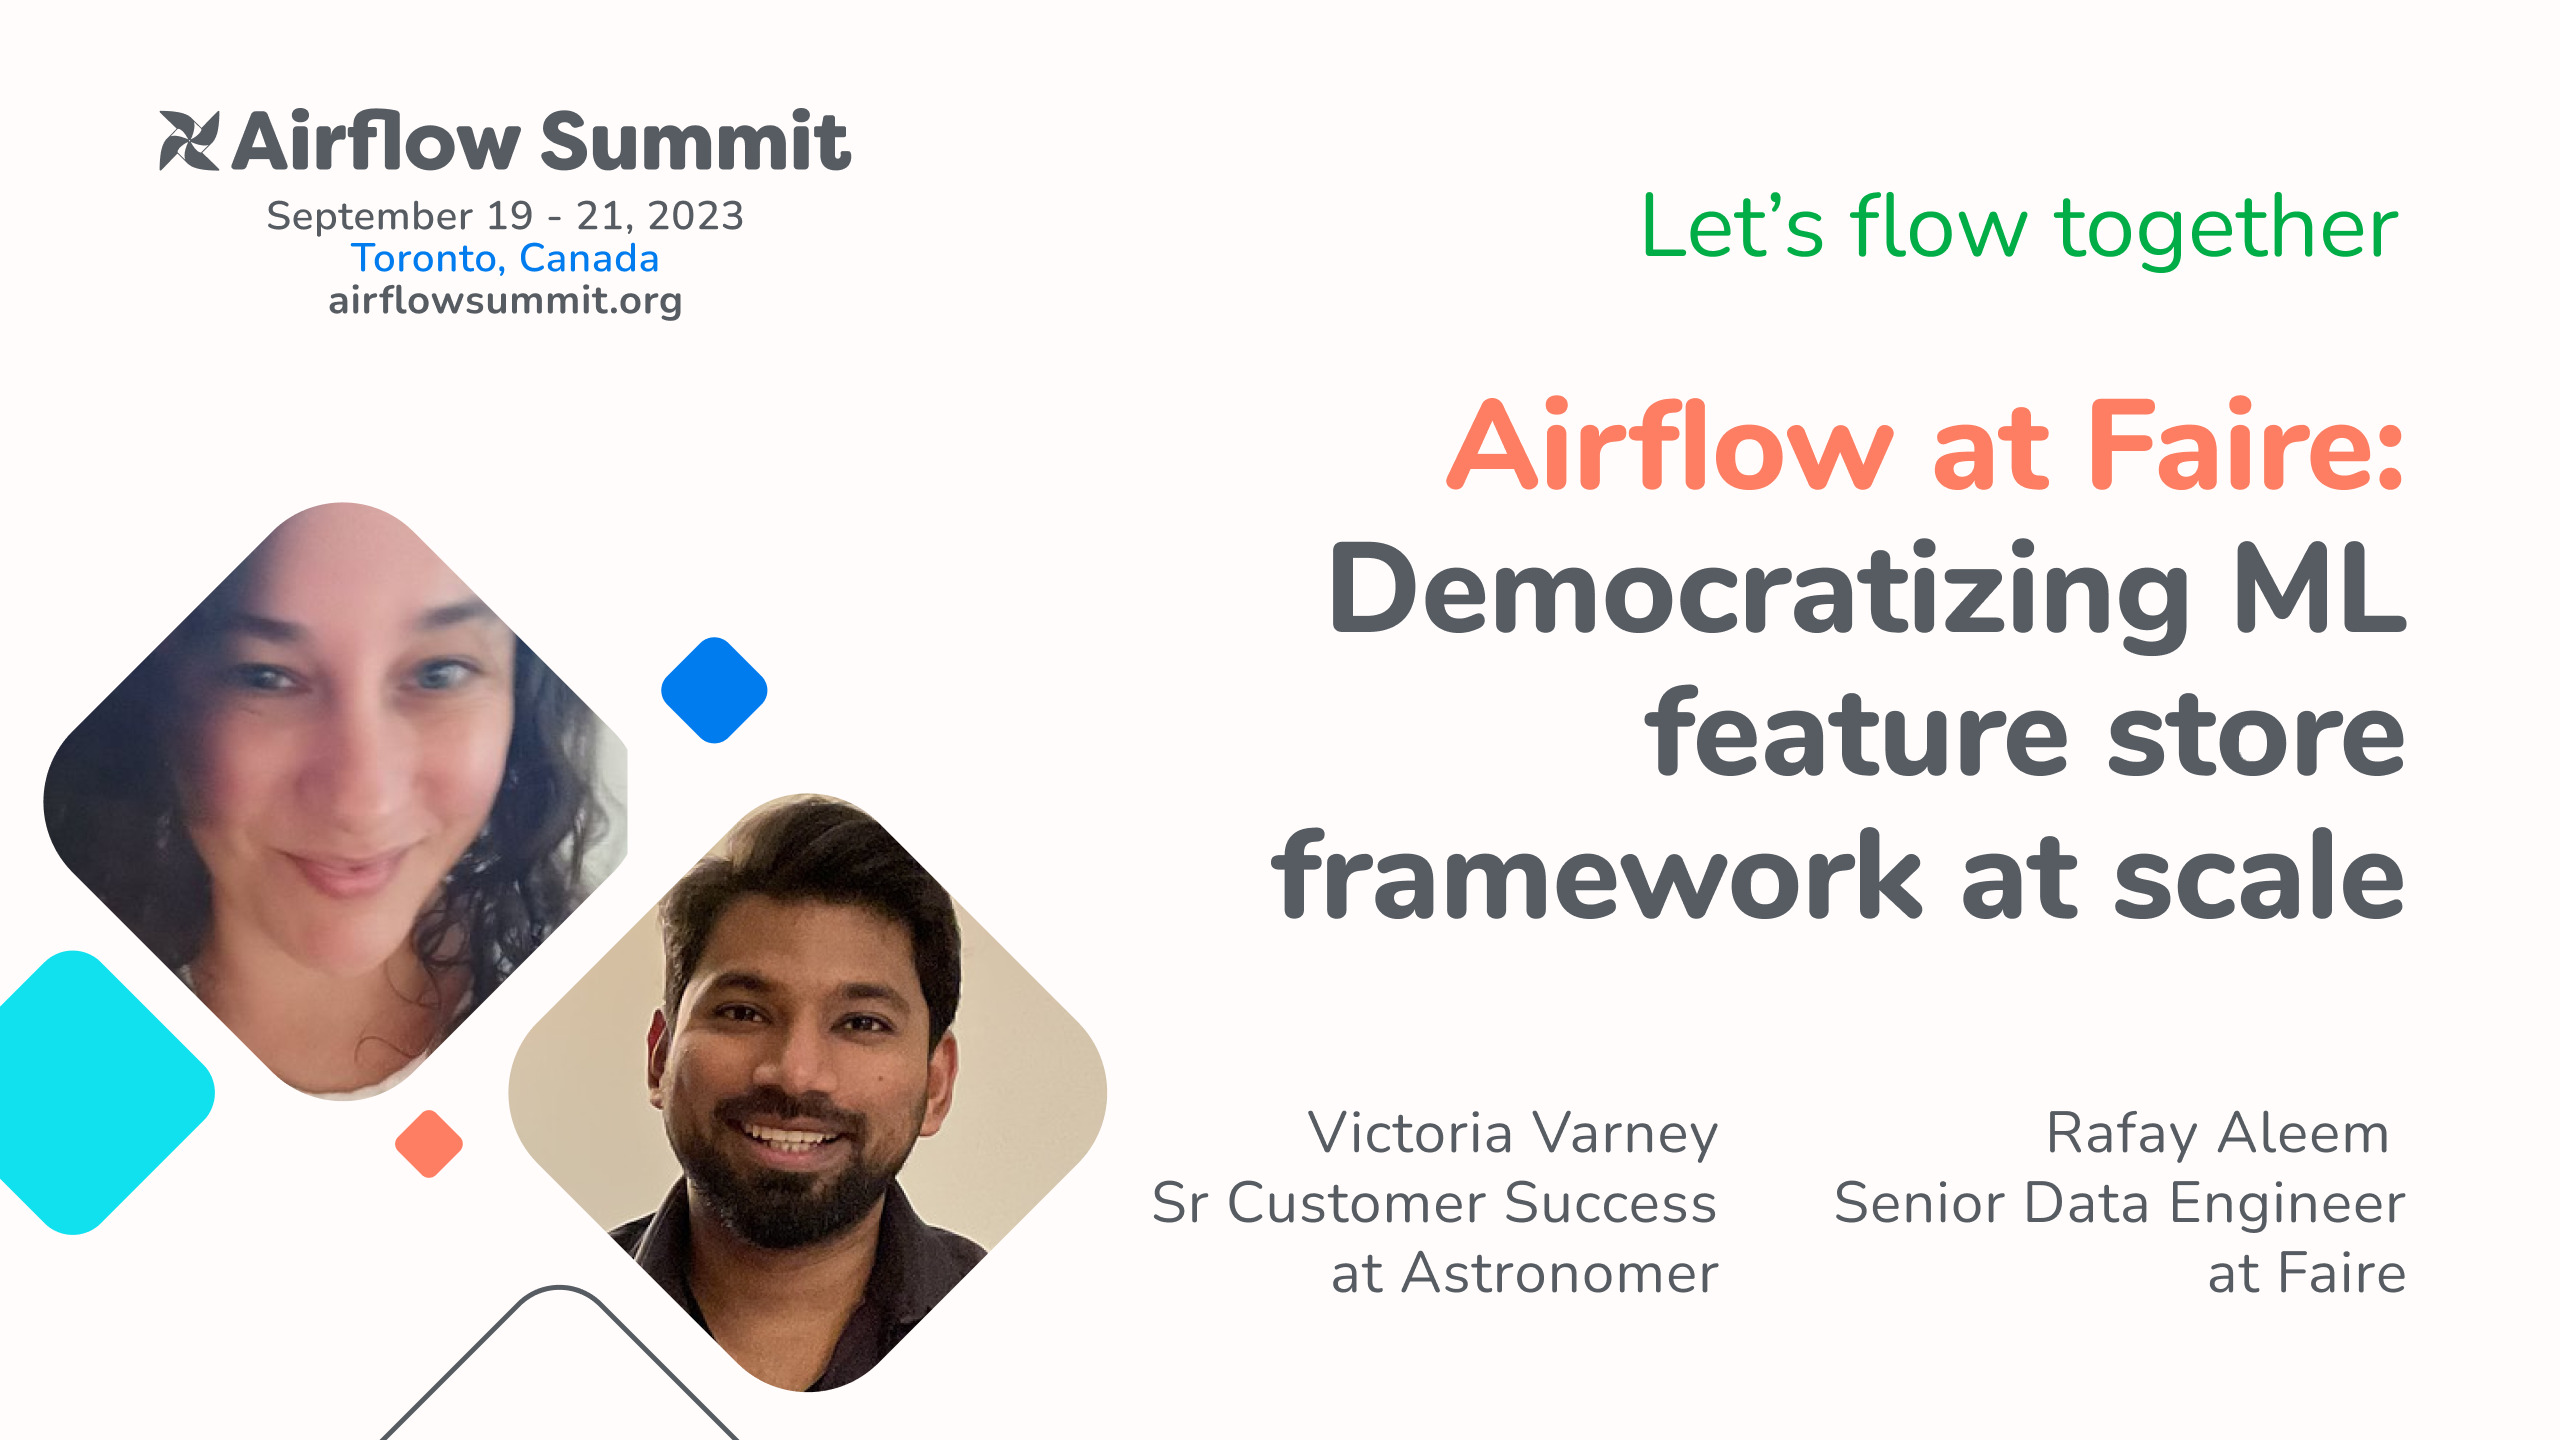 Airflow Summit
September 19 - 21, 2023
Toronto, Canada
airflowsummit.org
Let’s flow together
Airflow at Faire:
Democratizing ML
feature store
framework at scale
Victoria Varney
Sr Customer Success
at Astronomer
Rafay Aleem
Senior Data Engineer
at Faire